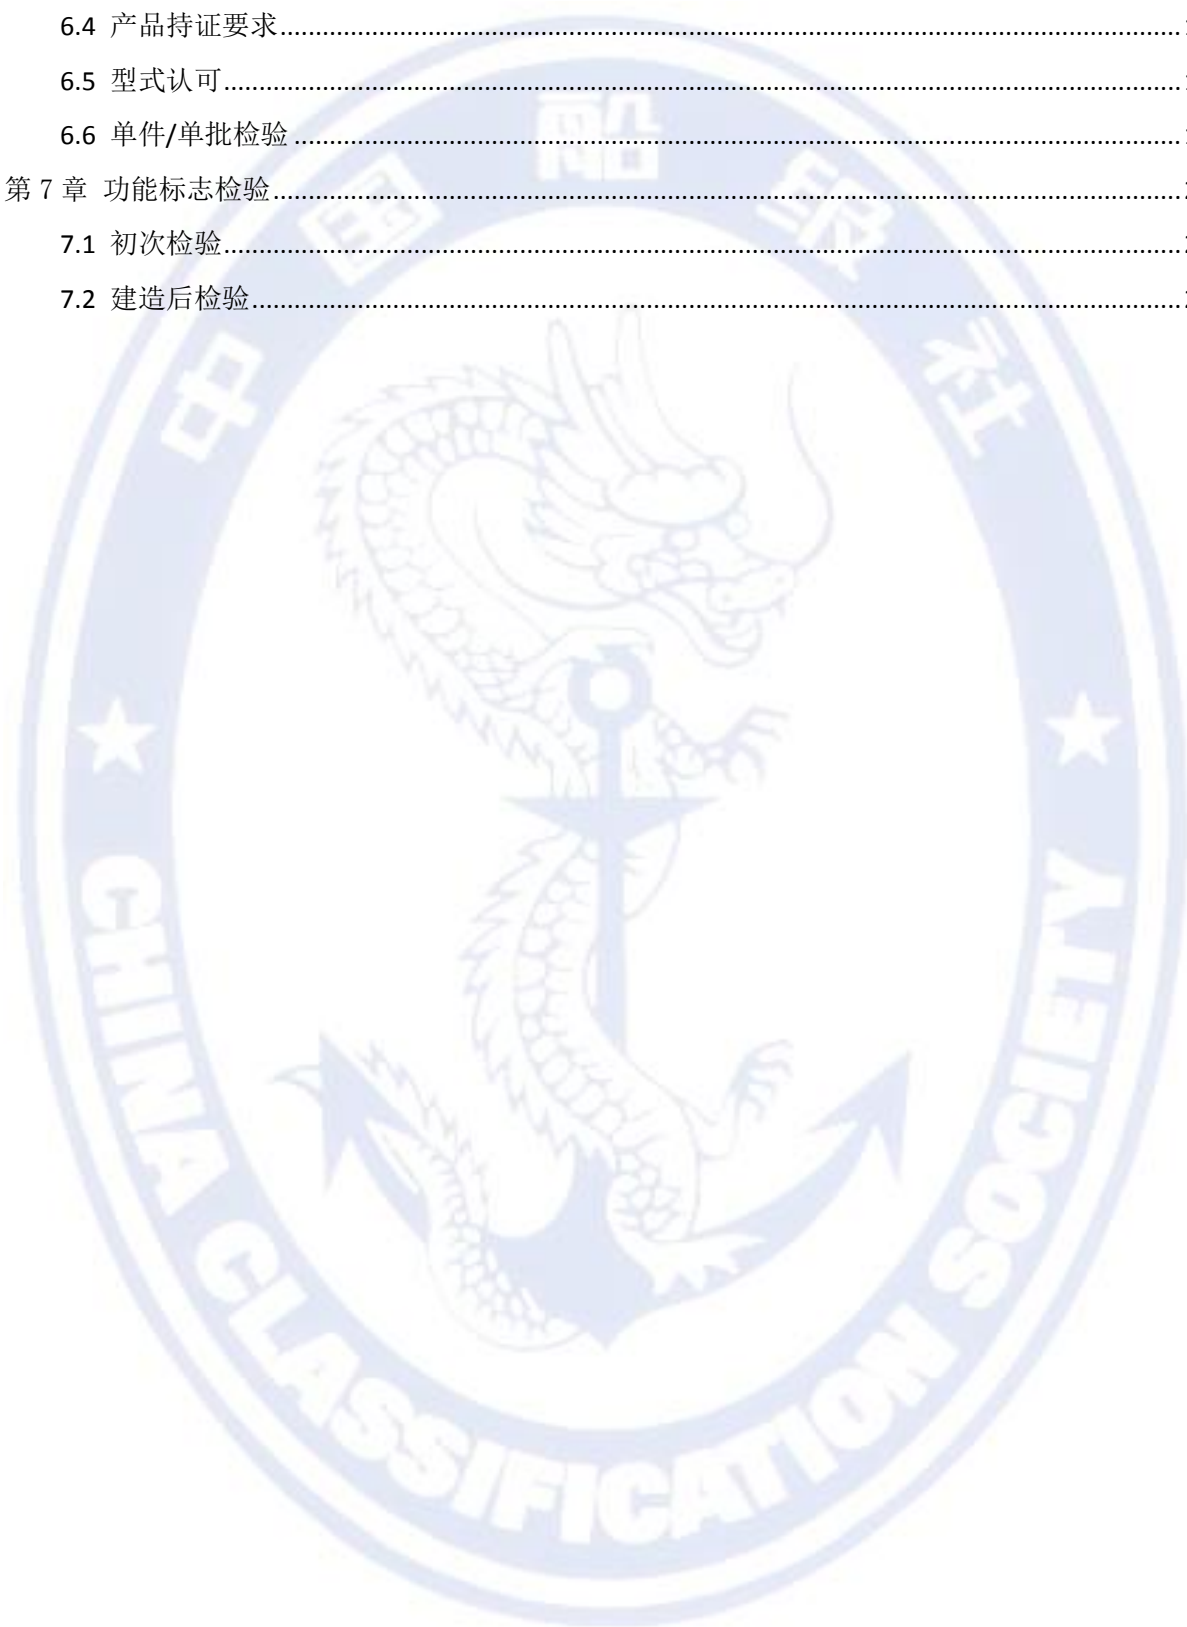 6.4 产品持证要求
6.5 型式认可
6.6 单件/单批检验
第 7 章 功能标志检验
7.1 初次检验
7.2 建造后检验
中国船级社
CHINA CLASSIFICATION SOCIETY